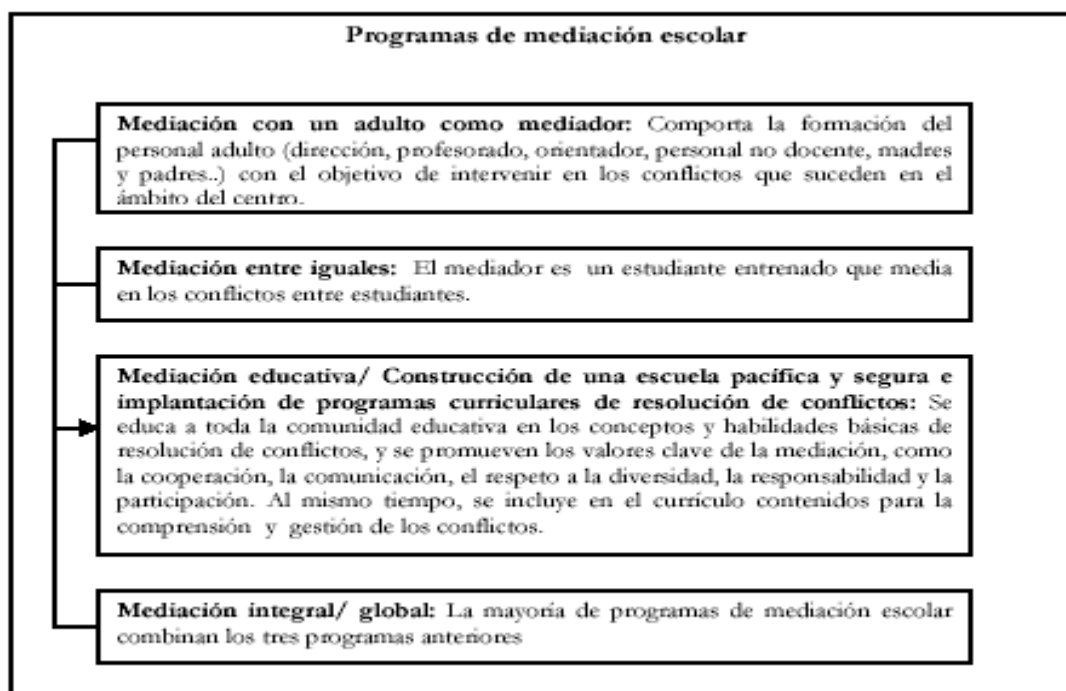 Programas de mediación escolar
Mediación con un adulto como mediador: Comporta la formación del
personal adulto (dirección, profesorado, orientador, personal no docente, madres
y padres..) con el objetivo de intervenir en los conflictos que suceden en el
ámbito del centro.
Mediación entre iguales: El mediador es un estudiante entrenado que media
en los conflictos entre estudiantes.
Mediación educativa/ Construcción de una escuela pacífica y segura e
implantación de programas curriculares de resolución de conflictos: Se
educa a toda la comunidad educativa en los conceptos y habilidades básicas de
resolución de conflictos, y se promueven los valores clave de la mediación, como
la cooperación, la comunicación, el respeto a la diversidad, la responsabilidad y la
participación. Al mismo tiempo, se incluye en el currículo contenidos para la
comprensión y gestión de los conflictos.
Mediación integral/ global: La mayoría de programas de mediación escolar
combinan los tres programas anteriores